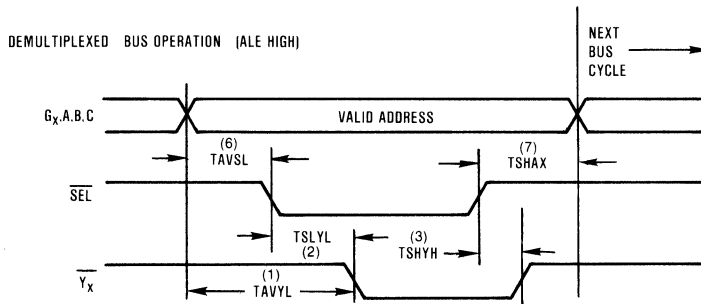 DEMULTIPLEXED BUS OPERATION (ALE HIGH)
NEXT
BUS
CYCLE
GX.A.B.C
VALID ADDRESS
(6)
TAVSL
(7)
TSHAX
SEL
TSLYL
(2)
(3)
TSHYH
YX
(1)
TAVYL